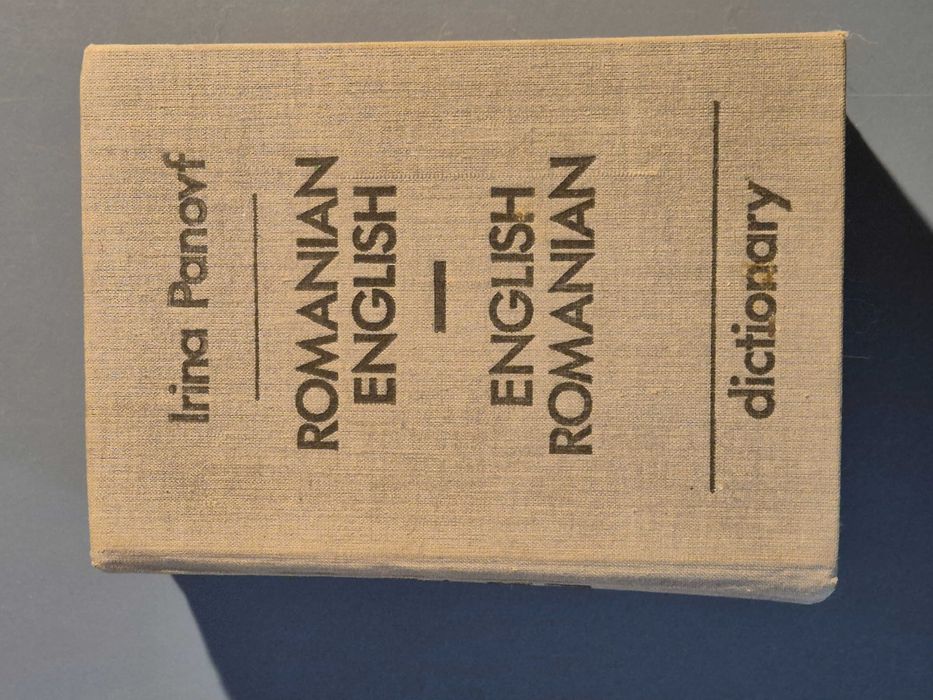 Irina Panovf
ROMANIAN
ENGLISH
—
ENGLISH
ROMANIAN
dictionary